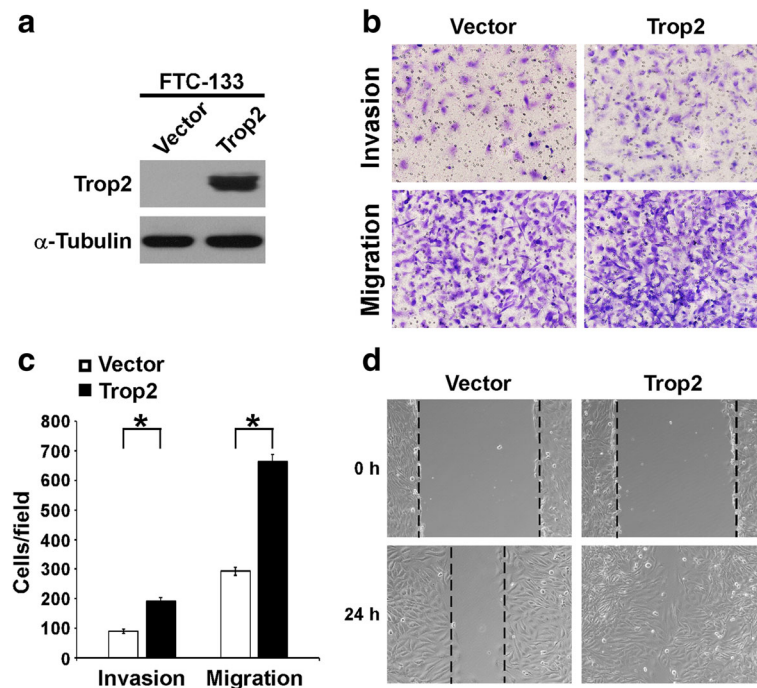 a
FTC-133
Vector
Trop2
Trop2
α-Tubulin
b
Vector
Trop2
Invasion
Migration
c
Vector
Trop2
Cells/field
800
700
600
500
400
300
200
100
0
*
*
Invasion
Migration
d
Vector
Trop2
0 h
24 h